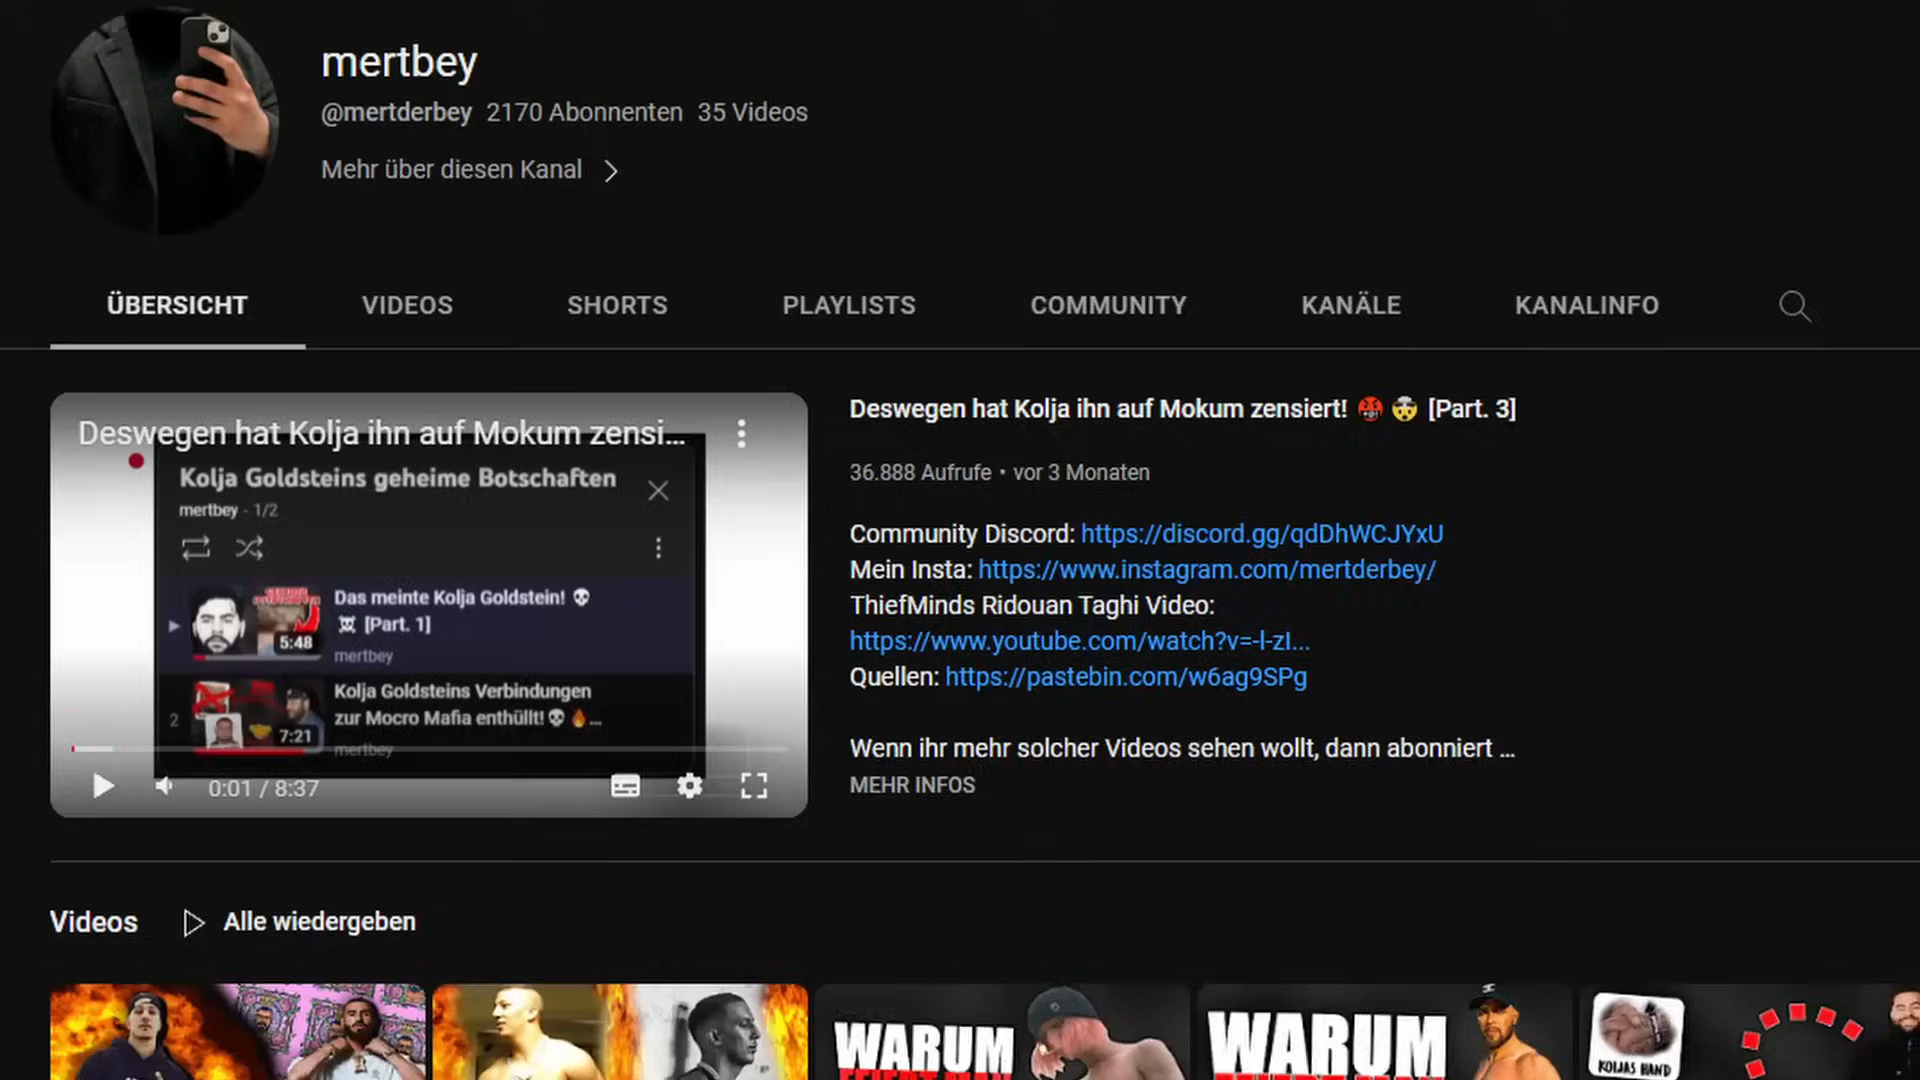 mertbey
@mertderbey 2170 Abonnenten 35 Videos
Mehr über diesen Kanal
ÜBERSICHT
VIDEOS
SHORTS
PLAYLISTS
COMMUNITY
KANÄLE
KANALINFO
Deswegen hat Kolja ihn auf Mokum zensi...
Kolja Goldsteins geheime Botschaften
mertbey - 1/2
Das meinte Kolja Goldstein! 💀
☠ [Part. 1]
5:48
mertbey
2
Kolja Goldsteins Verbindungen
zur Mocro Mafia enthüllt! 💀 🔥...
7:21
mertbey
0:01 / 8:37
Deswegen hat Kolja ihn auf Mokum zensiert! 🤬 🤯 [Part. 3]
36.888 Aufrufe • vor 3 Monaten
Community Discord: https://discord.gg/qdDhWCJYxU
Mein Insta: https://www.instagram.com/mertderbey/
ThiefMinds Ridouan Taghi Video:
https://www.youtube.com/watch?v=-l-zI...
Quellen: https://pastebin.com/w6ag9SPg
Wenn ihr mehr solcher Videos sehen wollt, dann abonniert ...
MEHR INFOS
Videos
Alle wiedergeben
WARUM
WARUM
KOLJAS HAND